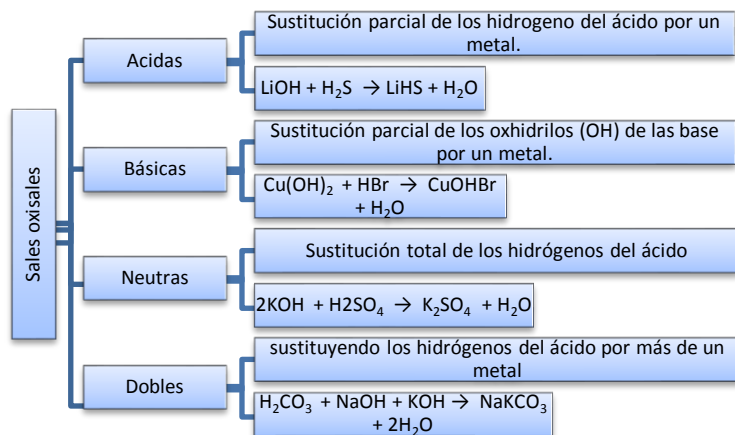 Sales oxisales
Acidas
Sustitución parcial de los hidrogeno del ácido por un
metal.
LiOH + H₂S → LiHS + H₂O
Básicas
Sustitución parcial de los oxhidrilos (OH) de las base
por un metal.
Cu(OH)₂ + HBr → CuOHBr
+ H₂O
Neutras
Sustitución total de los hidrógenos del ácido
2KOH + H2SO₄ → K₂SO₄ + H₂O
Dobles
sustituyendo los hidrógenos del ácido por más de un
metal
H₂CO₃ + NaOH + KOH → NaKCO₃
+ 2H₂O